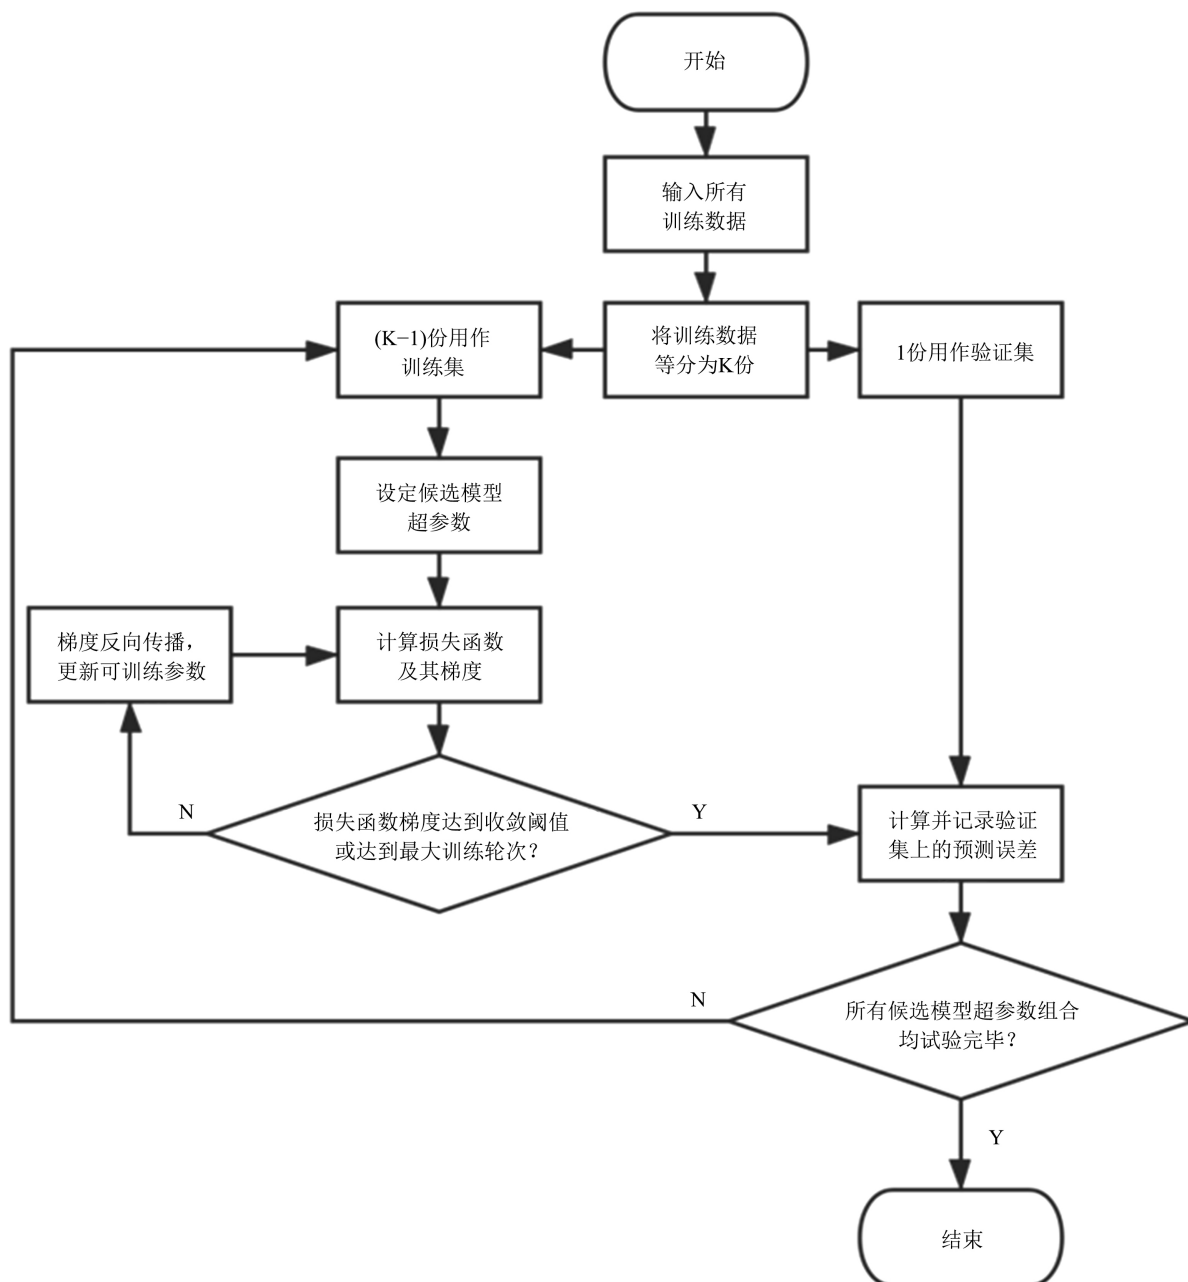 开始
输入所有
训练数据
(K−1)份用作
训练集
将训练数据
等分为K份
1份用作验证集
设定候选模型
超参数
梯度反向传播，
更新可训练参数
计算损失函数
及其梯度
N
损失函数梯度达到收敛阈值
或达到最大训练轮次？
Y
计算并记录验证
集上的预测误差
N
所有候选模型超参数组合
均试验完毕？
Y
结束